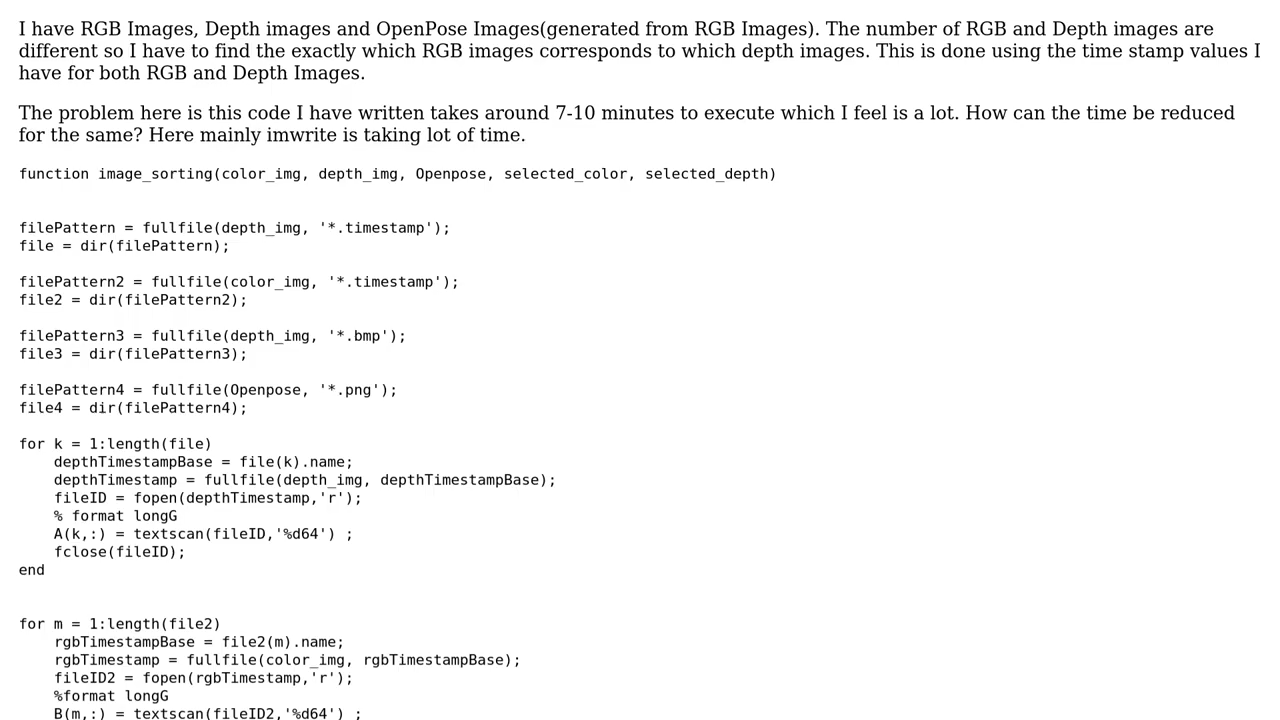 I have RGB Images, Depth images and OpenPose Images(generated from RGB Images). The number of RGB and Depth images are
different so I have to find the exactly which RGB images corresponds to which depth images. This is done using the time stamp values I
have for both RGB and Depth Images.
The problem here is this code I have written takes around 7-10 minutes to execute which I feel is a lot. How can the time be reduced
for the same? Here mainly imwrite is taking lot of time.
function image_sorting(color_img, depth_img, Openpose, selected_color, selected_depth)
filePattern = fullfile(depth_img, '*.timestamp');
file = dir(filePattern);
filePattern2 = fullfile(color_img, '*.timestamp');
file2 = dir(filePattern2);
filePattern3 = fullfile(depth_img, '*.bmp');
file3 = dir(filePattern3);
filePattern4 = fullfile(Openpose, '*.png');
file4 = dir(filePattern4);
for k = 1:length(file)
    depthTimestampBase = file(k).name;
    depthTimestamp = fullfile(depth_img, depthTimestampBase);
    fileID = fopen(depthTimestamp,'r');
    % format longG
    A(k,:) = textscan(fileID,'%d64') ;
    fclose(fileID);
end
for m = 1:length(file2)
    rgbTimestampBase = file2(m).name;
    rgbTimestamp = fullfile(color_img, rgbTimestampBase);
    fileID2 = fopen(rgbTimestamp,'r');
    %format longG
    B(m,:) = textscan(fileID2,'%d64') ;